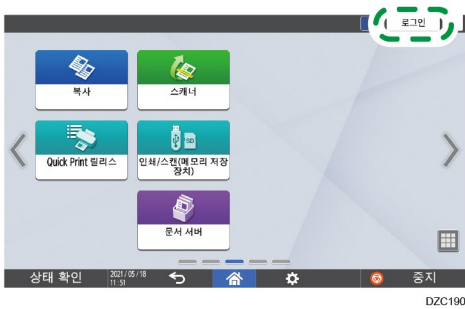 로그인
복사
스캐너
Quick Print 릴리스
인쇄/스캔(메모리 저장
장치)
SD
문서 서버
상태 확인
2021/05/18
11:51
중지
DZC190